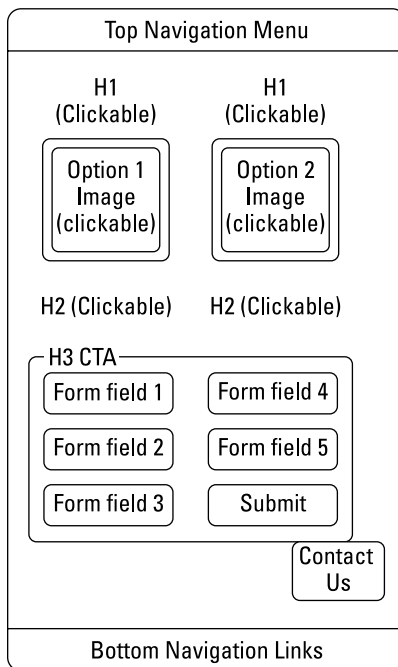 Top Navigation Menu
H1
(Clickable)
H1
(Clickable)
Option 1
Image
(clickable)
Option 2
Image
(clickable)
H2 (Clickable)
H2 (Clickable)
H3 CTA
Form field 1
Form field 4
Form field 2
Form field 5
Form field 3
Submit
Contact
Us
Bottom Navigation Links